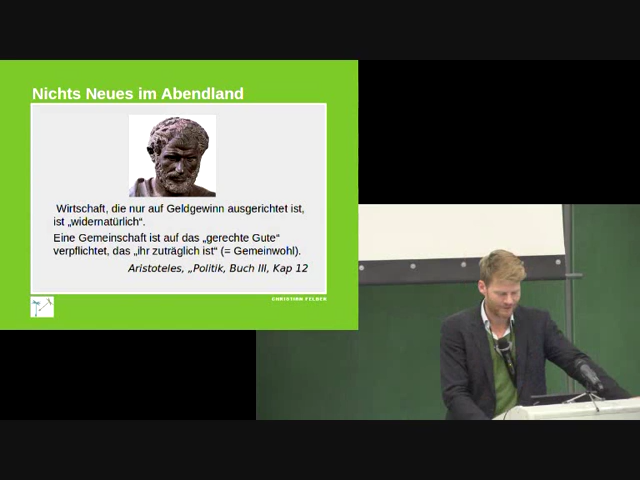 Nichts Neues im Abendland
Wirtschaft, die nur auf Geldgewinn ausgerichtet ist,
ist „widernatürlich“.
Eine Gemeinschaft ist auf das „gerechte Gute“
verpflichtet, das „ihr zuträglich ist“ (= Gemeinwohl).
Aristoteles, „Politik, Buch III, Kap 12
CHRISTIAN FELBER